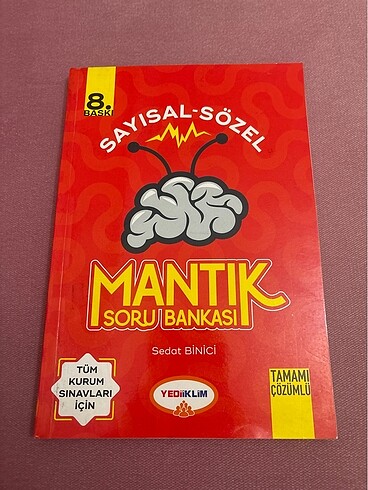 8.
BASKI
SAYISAL-SÖZEL
MANTIK
SORU BANKASI
Sedat BİNİCİ
TÜM
KURUM
SINAVLARI
İÇİN
YEDİİKLİM
TAMAMI
ÇÖZÜMLÜ